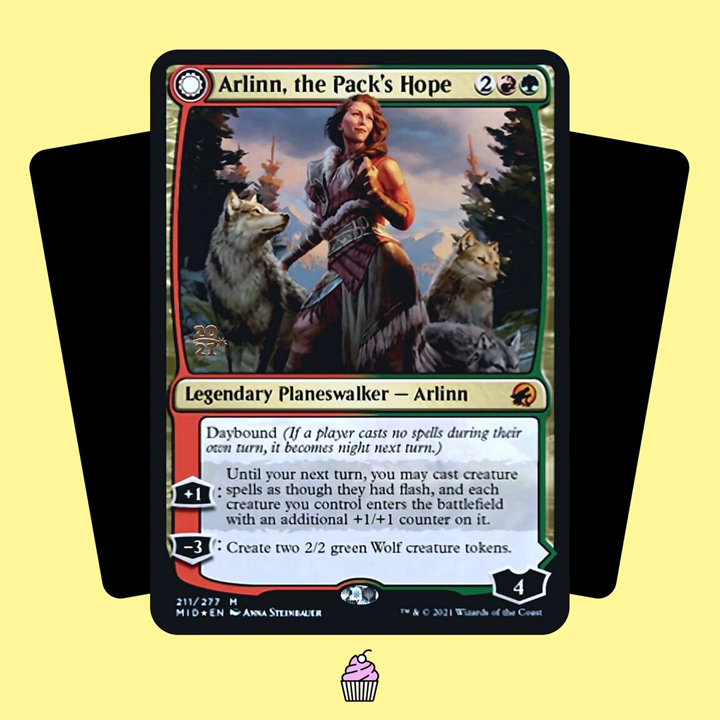 Arlinn, the Pack's Hope 2
20
21
Legendary Planeswalker — Arlinn
Daybound (If a player casts no spells during their
own turn, it becomes night next turn.)
Until your next turn, you may cast creature
+1 : spells as though they had flash, and each
creature you control enters the battlefield
with an additional +1/+1 counter on it.
−3 : Create two 2/2 green Wolf creature tokens.
4
211/277 M
MID★EN Anna Steinbauer
™ & © 2021 Wizards of the Coast